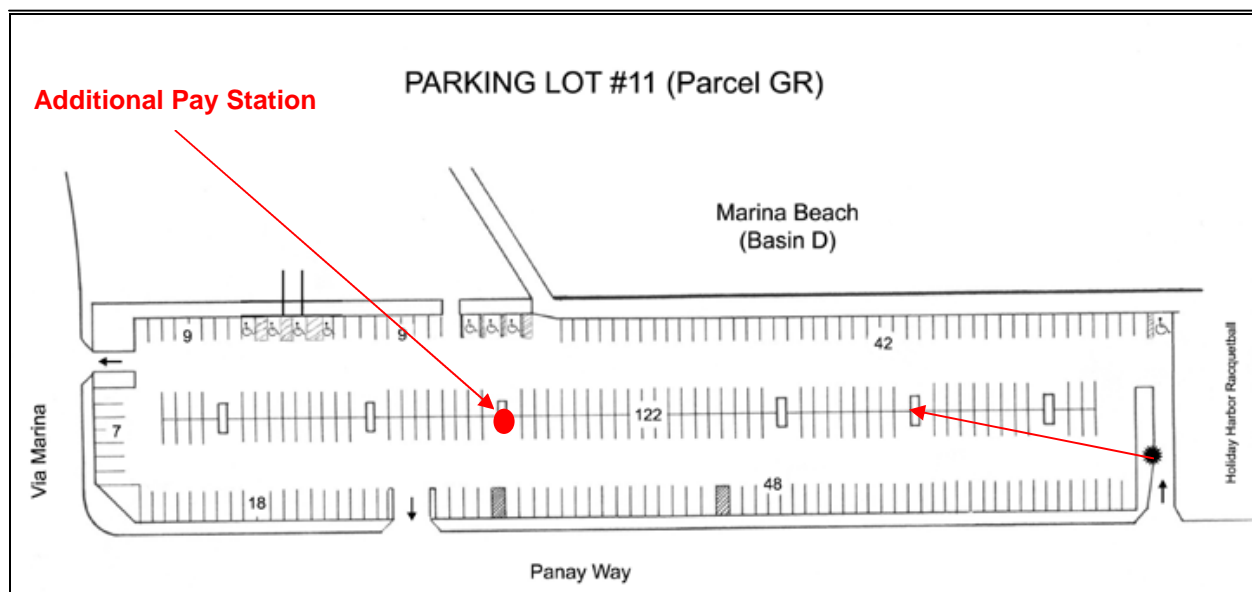 PARKING LOT #11 (Parcel GR)
Additional Pay Station
Marina Beach
(Basin D)
9
9
42
122
7
Via Marina
Holiday Harbor Racquetball
18
48
Panay Way